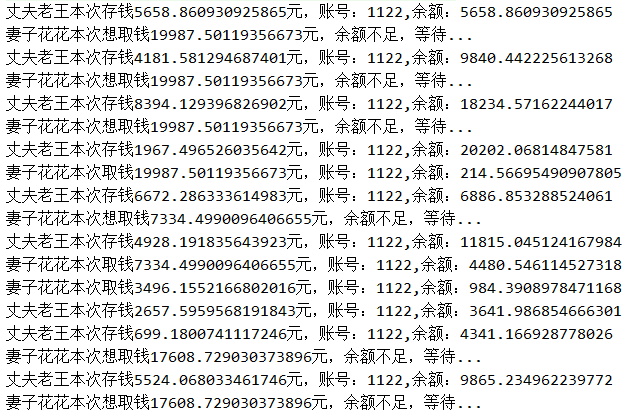 丈夫老王本次存钱5658.860930925865元，账号：1122,余额：5658.860930925865
妻子花花本次想取钱19987.50119356673元，余额不足，等待...
丈夫老王本次存钱4181.581294687401元，账号：1122,余额：9840.442225613268
妻子花花本次想取钱19987.50119356673元，余额不足，等待...
丈夫老王本次存钱8394.129396826902元，账号：1122,余额：18234.57162244017
妻子花花本次想取钱19987.50119356673元，余额不足，等待...
丈夫老王本次存钱1967.496526035642元，账号：1122,余额：20202.06814847581
妻子花花本次取钱19987.50119356673元，账号：1122,余额：214.56695490907805
丈夫老王本次存钱6672.286333614983元，账号：1122,余额：6886.853288524061
妻子花花本次想取钱7334.4990096406655元，余额不足，等待...
丈夫老王本次存钱4928.191835643923元，账号：1122,余额：11815.045124167984
妻子花花本次取钱7334.4990096406655元，账号：1122,余额：4480.546114527318
妻子花花本次取钱3496.1552166802016元，账号：1122,余额：984.3908978471168
丈夫老王本次存钱2657.5959568191843元，账号：1122,余额：3641.986854666301
丈夫老王本次存钱699.1800741117246元，账号：1122,余额：4341.166928778026
妻子花花本次想取钱17608.729030373896元，余额不足，等待...
丈夫老王本次存钱5524.068033461746元，账号：1122,余额：9865.234962239772
妻子花花本次想取钱17608.729030373896元，余额不足，等待...